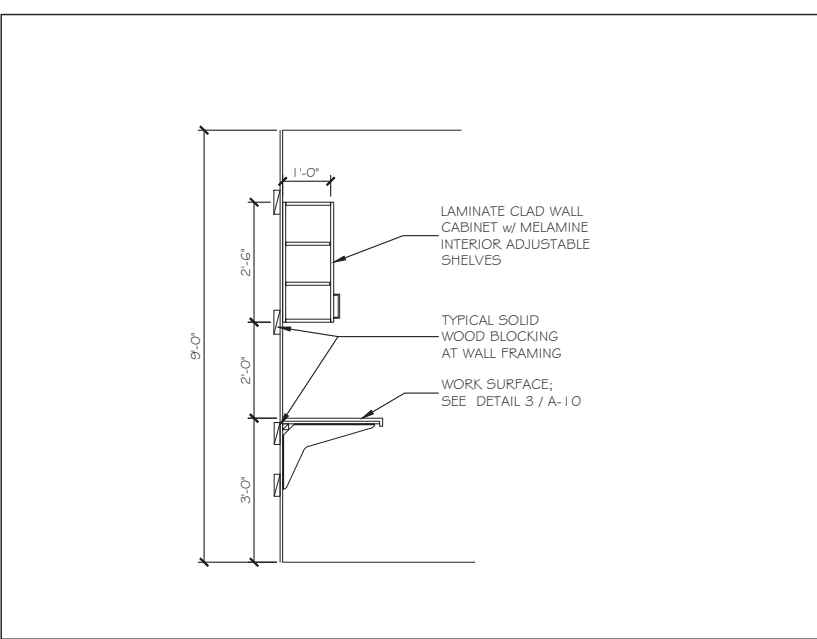 1'-0"
LAMINATE CLAD WALL
CABINET w/ MELAMINE
INTERIOR ADJUSTABLE
SHELVES
2'-6"
TYPICAL SOLID
WOOD BLOCKING
AT WALL FRAMING
9'-0"
2'-0"
WORK SURFACE;
SEE DETAIL 3 / A-10
3'-0"